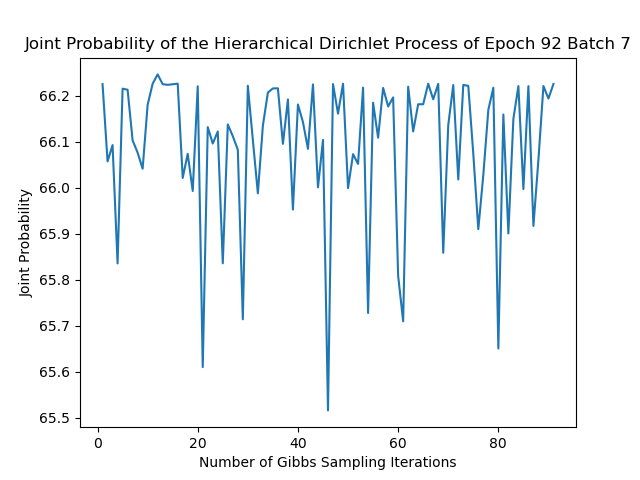 Joint Probability of the Hierarchical Dirichlet Process of Epoch 92 Batch 7
66.2
66.1
66.0
65.9
65.8
65.7
65.6
65.5
Joint Probability
0 20 40 60 80
Number of Gibbs Sampling Iterations